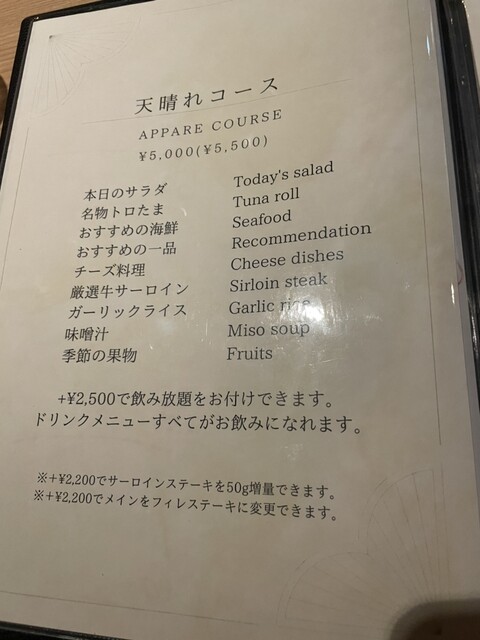 天晴れコース
APPARE COURSE
¥5,000(¥5,500)
本日のサラダ Today's salad
名物トロたま Tuna roll
おすすめの海鮮 Seafood
おすすめの一品 Recommendation
チーズ料理 Cheese dishes
厳選牛サーロイン Sirloin steak
ガーリックライス Garlic rice
味噌汁 Miso soup
季節の果物 Fruits
+¥2,500で飲み放題をお付けできます。
ドリンクメニューすべてがお飲みになれます。
※+¥2,200でサーロインステーキを50g増量できます。
※+¥2,200でメインをフィレステーキに変更できます。